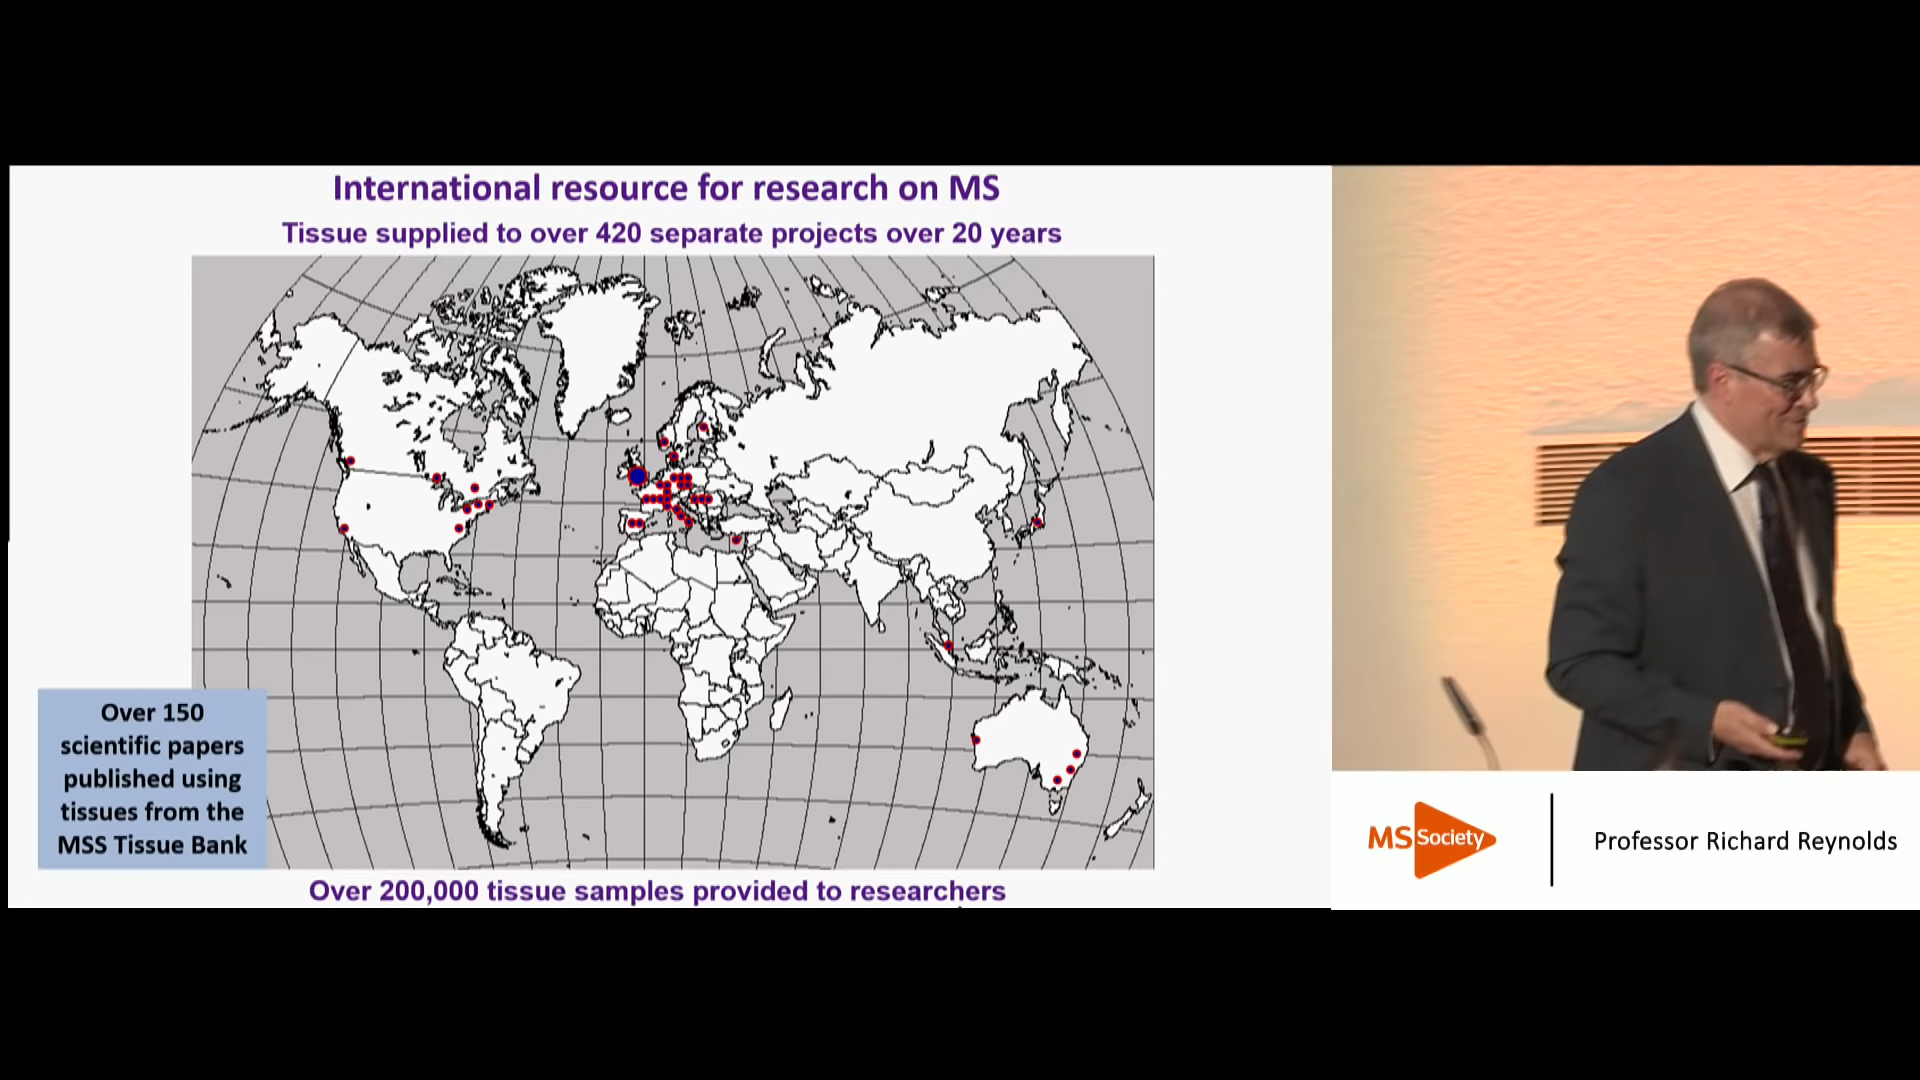 International resource for research on MS
Tissue supplied to over 420 separate projects over 20 years
Over 150
scientific papers
published using
tissues from the
MSS Tissue Bank
Over 200,000 tissue samples provided to researchers
MS Society
Professor Richard Reynolds